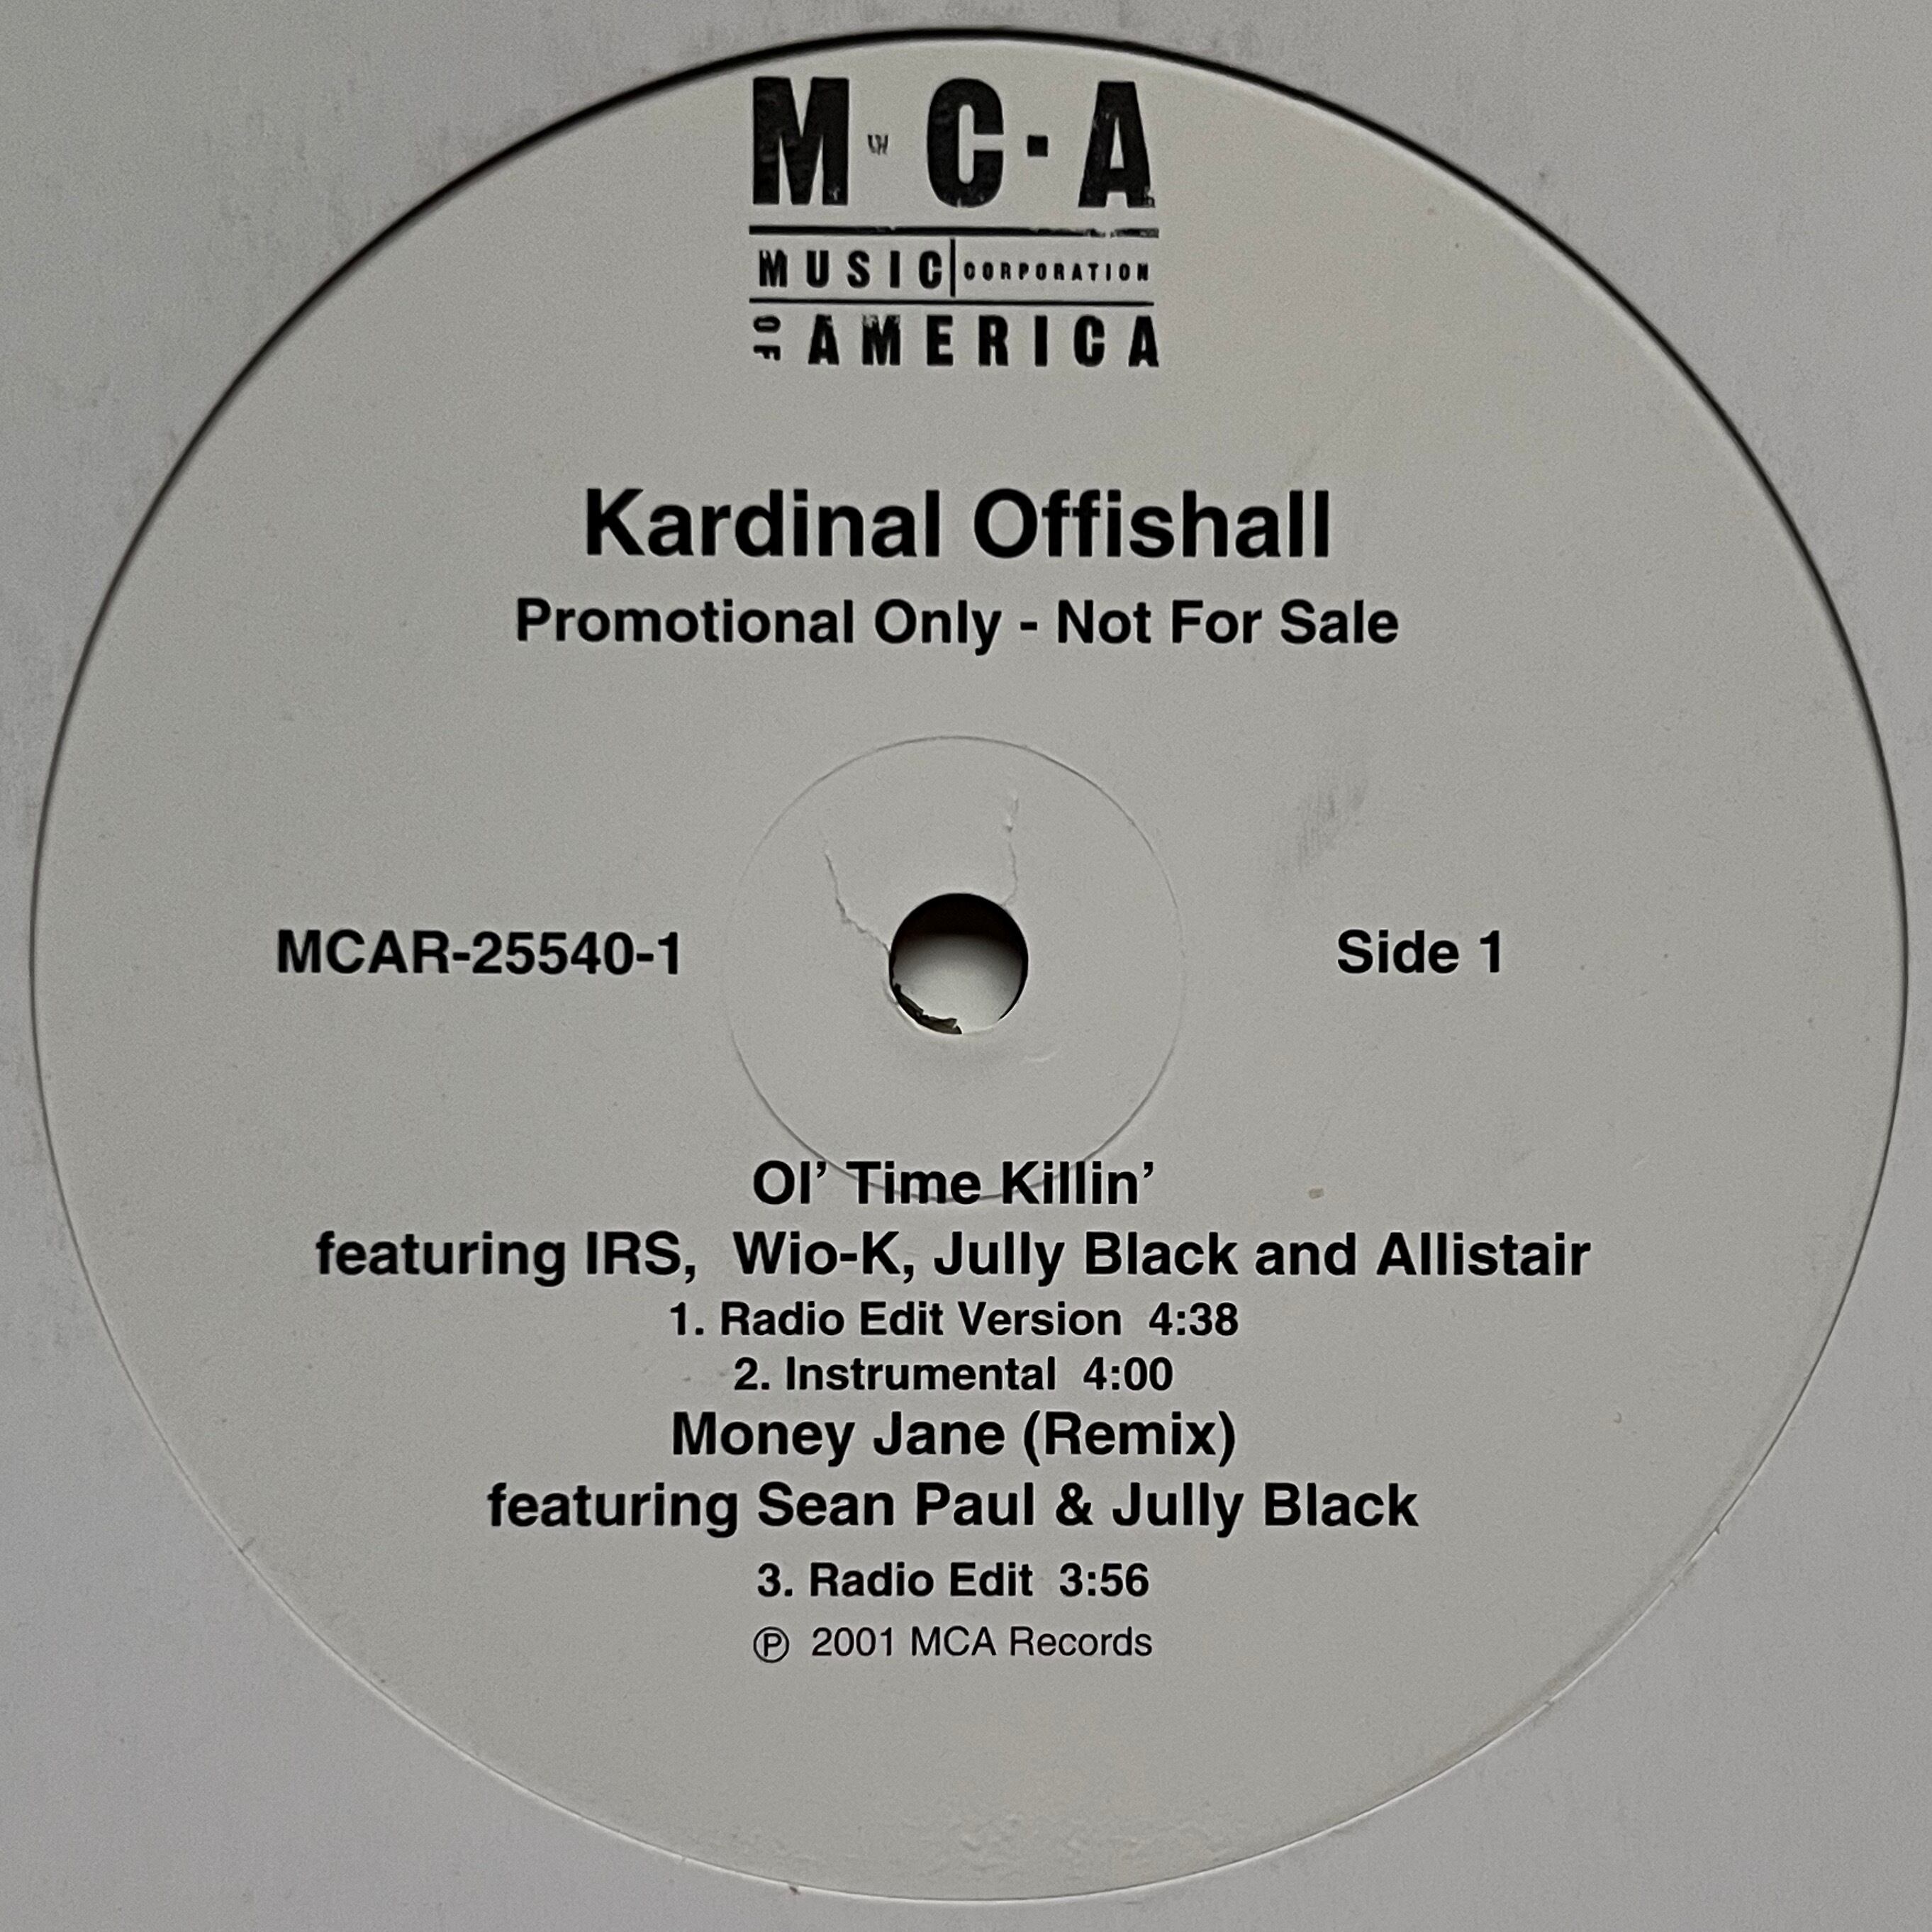 M·C·A
MUSIC CORPORATION
OF AMERICA
Kardinal Offishall
Promotional Only - Not For Sale
MCAR-25540-1
Side 1
Ol’ Time Killin’
featuring IRS,  Wio-K, Jully Black and Allistair
1. Radio Edit Version  4:38
2. Instrumental  4:00
Money Jane (Remix)
featuring Sean Paul & Jully Black
3. Radio Edit  3:56
℗ 2001 MCA Records